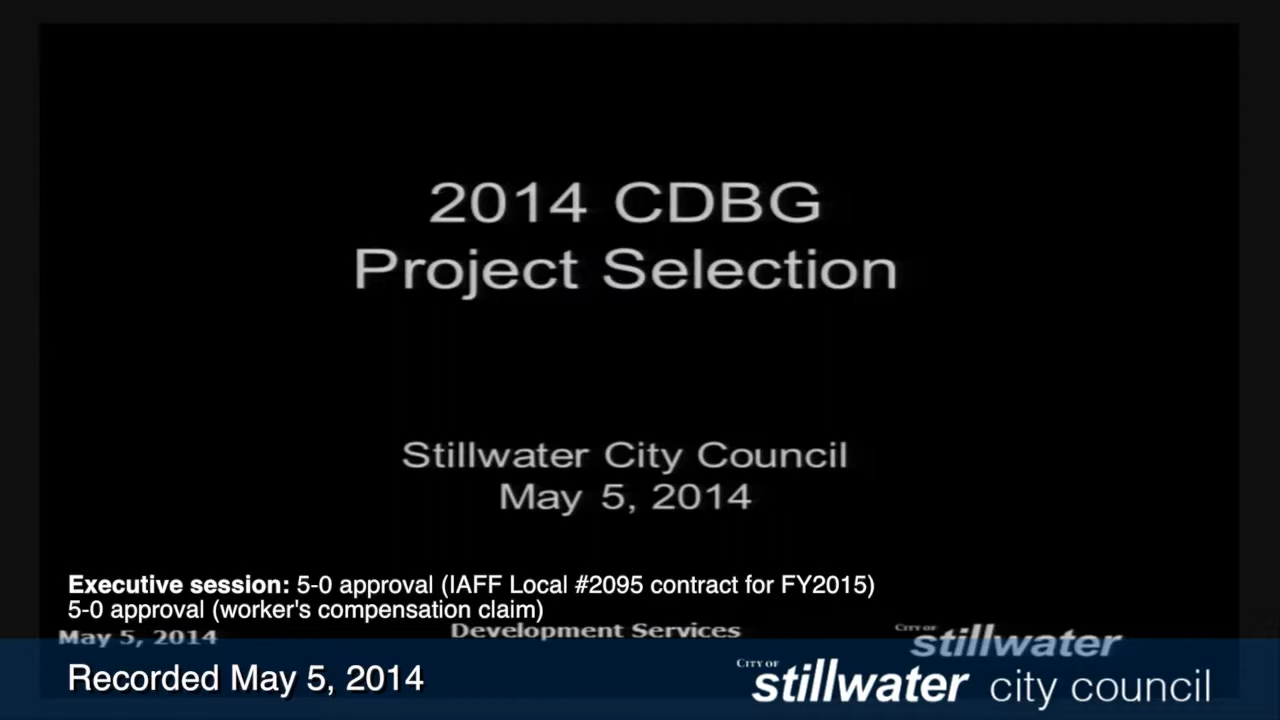 2014 CDBG
Project Selection
Stillwater City Council
May 5, 2014
Executive session: 5-0 approval (IAFF Local #2095 contract for FY2015)
5-0 approval (worker's compensation claim)
May 5, 2014
Development Services
CITY OF
stillwater
Recorded May 5, 2014
CITY OF
stillwater city council